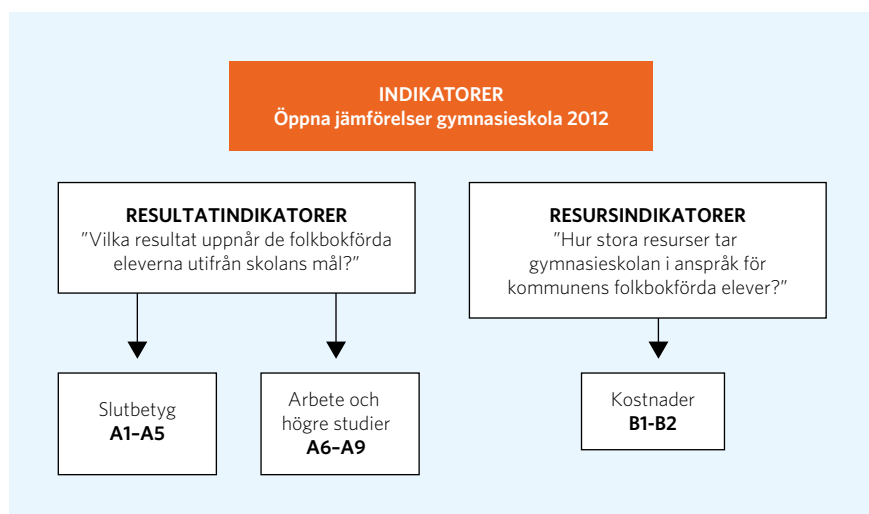 INDIKATORER
Öppna jämförelser gymnasieskola 2012
RESULTATINDIKATORER
”Vilka resultat uppnår de folkbokförda
eleverna utifrån skolans mål?”
RESURSINDIKATORER
”Hur stora resurser tar
gymnasieskolan i anspråk för
kommunens folkbokförda elever?”
Slutbetyg
A1–A5
Arbete och
högre studier
A6–A9
Kostnader
B1-B2